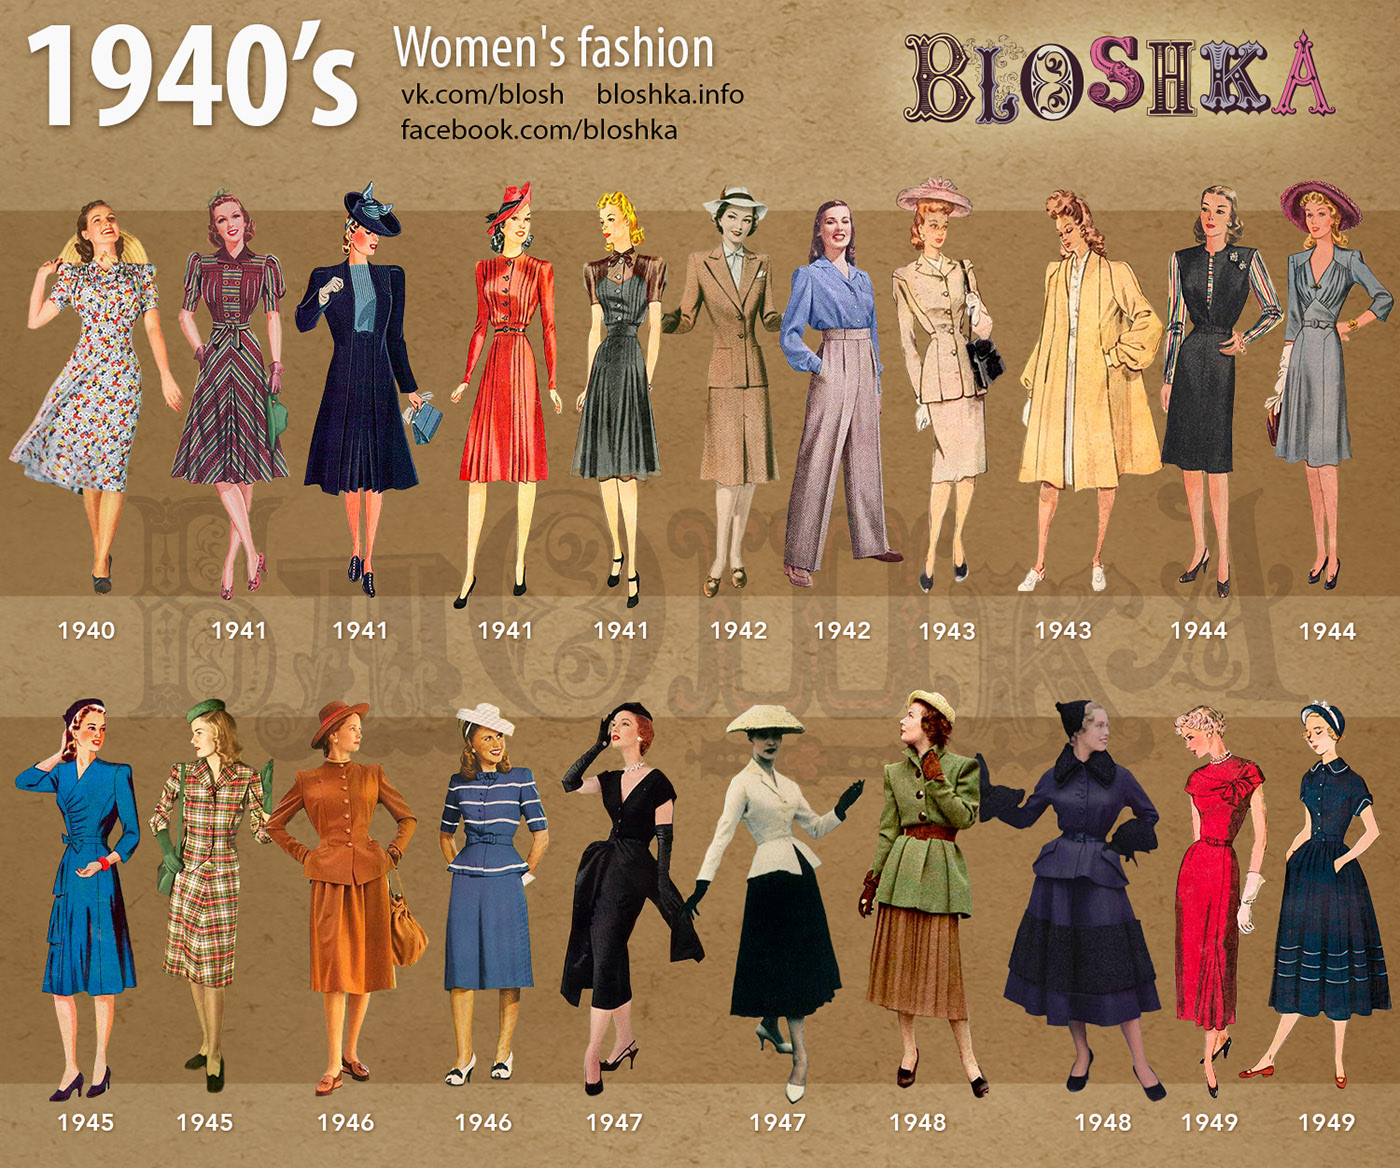 1940's
Women's fashion
vk.com/blosh bloshka.info
facebook.com/bloshka
BLOSHKA
Блошка
1940 1941 1941 1941 1941 1942 1942 1943 1943 1944 1944
1945 1945 1946 1946 1947 1947 1948 1948 1949 1949